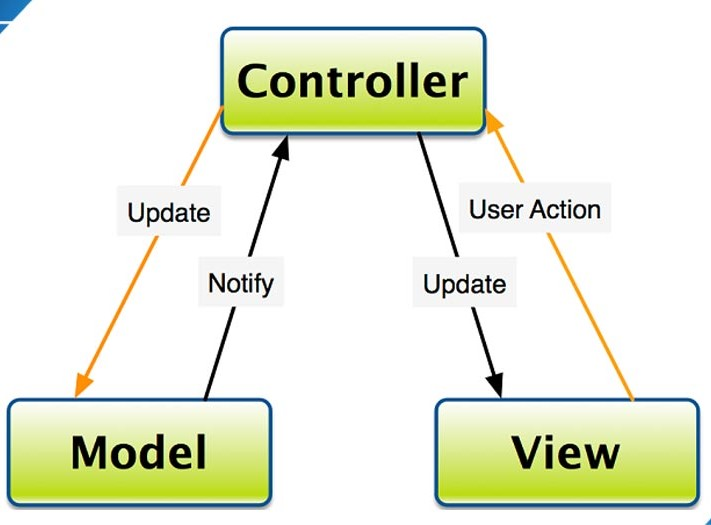 Controller
Update
User Action
Notify
Update
Model
View